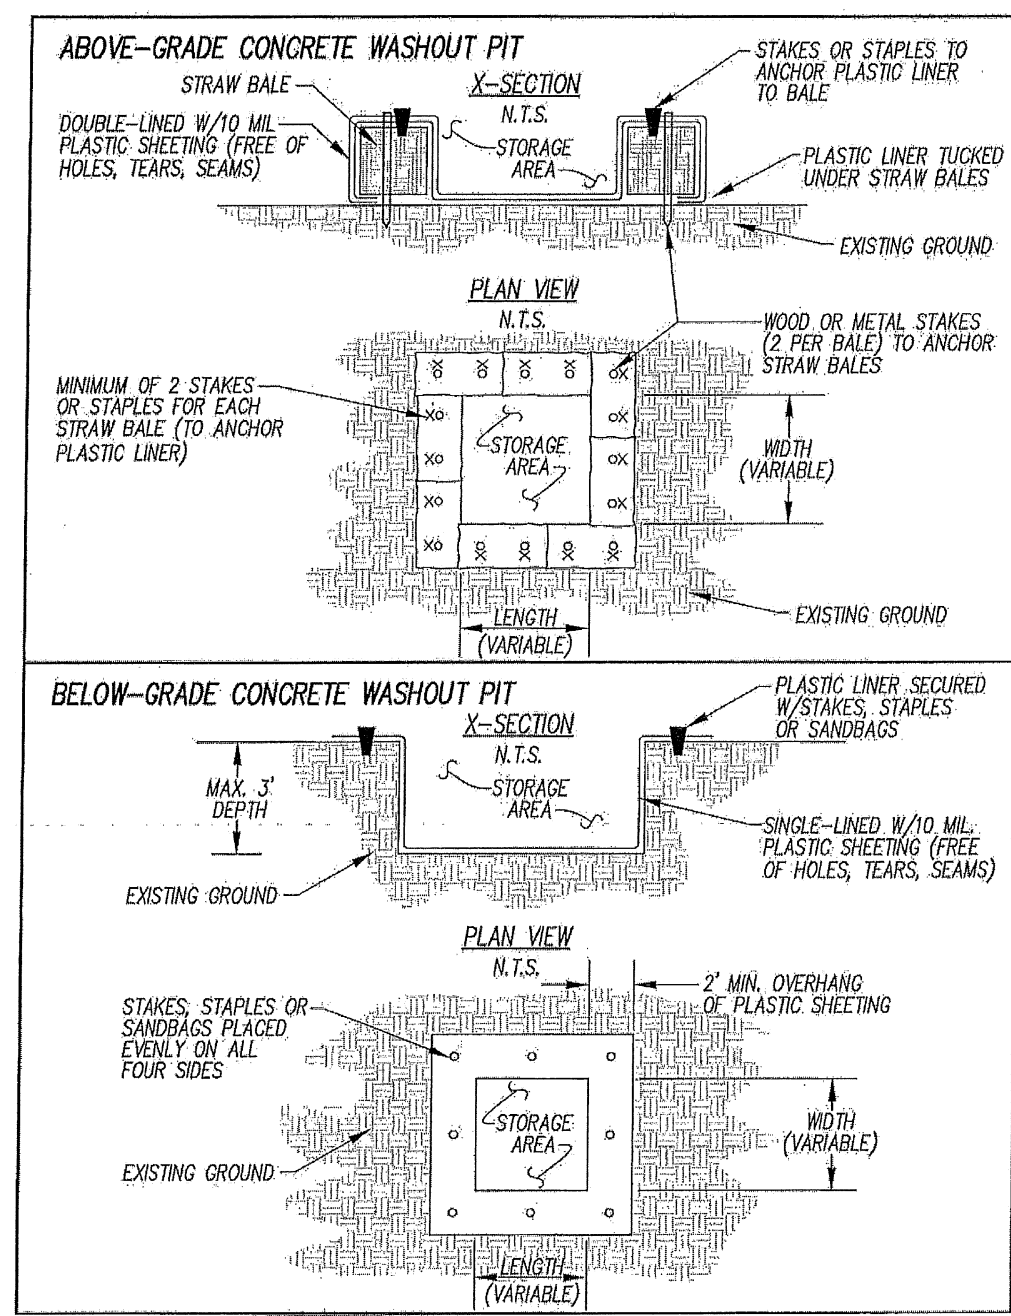 ABOVE-GRADE CONCRETE WASHOUT PIT
X-SECTION
N.T.S.
STRAW BALE
DOUBLE-LINED W/10 MIL
PLASTIC SHEETING (FREE OF
HOLES, TEARS, SEAMS)
STORAGE
AREA
STAKES OR STAPLES TO
ANCHOR PLASTIC LINER
TO BALE
PLASTIC LINER TUCKED
UNDER STRAW BALES
EXISTING GROUND
PLAN VIEW
N.T.S.
WOOD OR METAL STAKES
(2 PER BALE) TO ANCHOR
STRAW BALES
MINIMUM OF 2 STAKES
OR STAPLES FOR EACH
STRAW BALE (TO ANCHOR
PLASTIC LINER)
STORAGE
AREA
WIDTH
(VARIABLE)
EXISTING GROUND
LENGTH
(VARIABLE)
BELOW-GRADE CONCRETE WASHOUT PIT
X-SECTION
N.T.S.
PLASTIC LINER SECURED
W/STAKES, STAPLES
OR SANDBAGS
MAX. 3'
DEPTH
STORAGE
AREA
SINGLE-LINED W/10 MIL.
PLASTIC SHEETING (FREE
OF HOLES, TEARS, SEAMS)
EXISTING GROUND
PLAN VIEW
N.T.S.
2' MIN. OVERHANG
OF PLASTIC SHEETING
STAKES, STAPLES OR
SANDBAGS PLACED
EVENLY ON ALL
FOUR SIDES
STORAGE
AREA
WIDTH
(VARIABLE)
EXISTING GROUND
LENGTH
(VARIABLE)